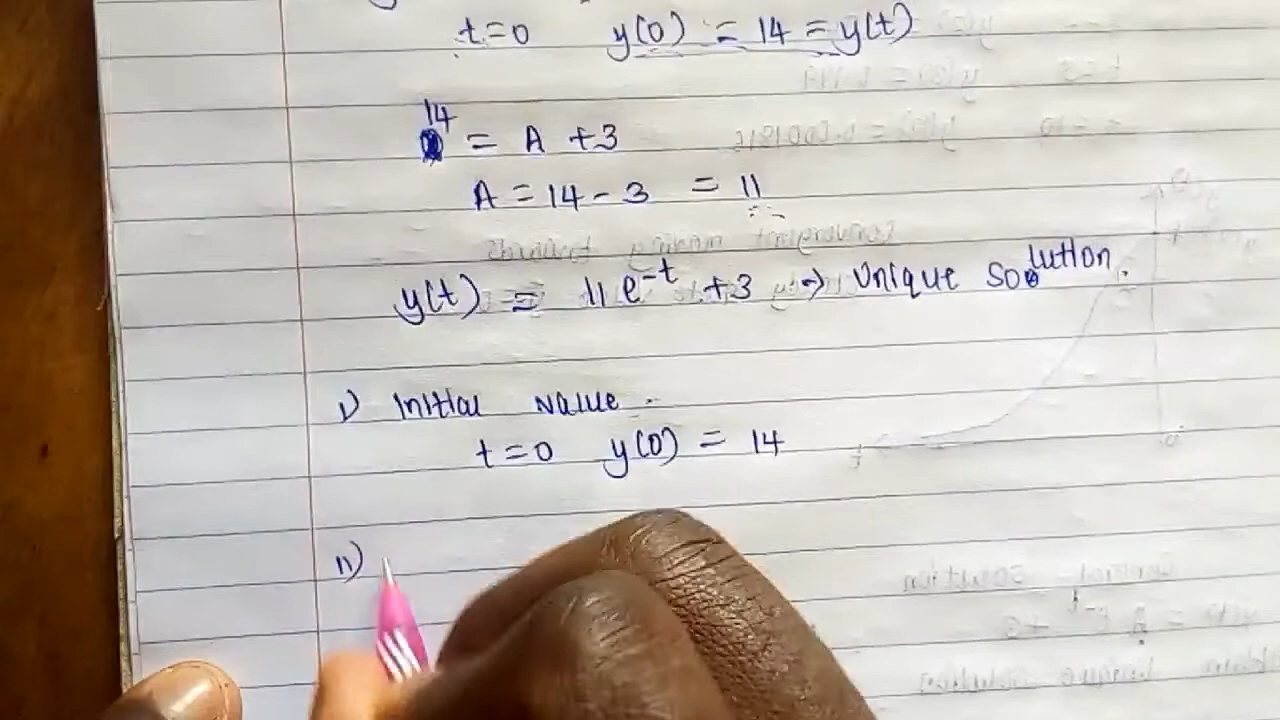 t=0 y(0) = 14 = y(t)
14
= A +3
A = 14 - 3 = 11
y(t) = 11e^-t +3 => Unique Solution.
i) Initial Value.
t=0 y(0) = 14
ii)